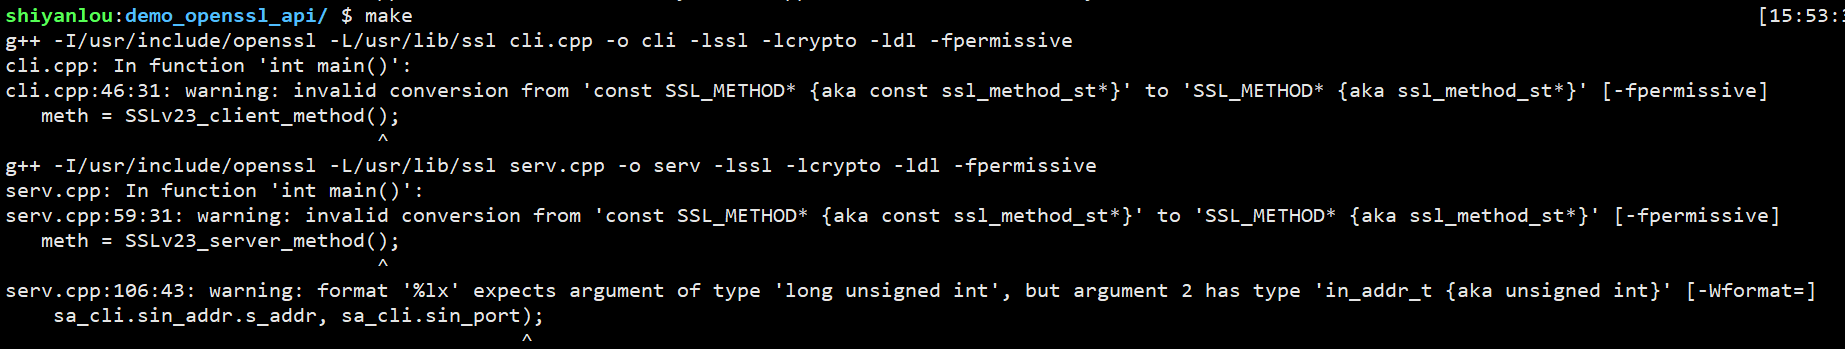 shiyanlou:demo_openssl_api/ $ make [15:53:
g++ -I/usr/include/openssl -L/usr/lib/ssl cli.cpp -o cli -lssl -lcrypto -ldl -fpermissive
cli.cpp: In function 'int main()':
cli.cpp:46:31: warning: invalid conversion from 'const SSL_METHOD* {aka const ssl_method_st*}' to 'SSL_METHOD* {aka ssl_method_st*}' [-fpermissive]
meth = SSLv23_client_method();
^
g++ -I/usr/include/openssl -L/usr/lib/ssl serv.cpp -o serv -lssl -lcrypto -ldl -fpermissive
serv.cpp: In function 'int main()':
serv.cpp:59:31: warning: invalid conversion from 'const SSL_METHOD* {aka const ssl_method_st*}' to 'SSL_METHOD* {aka ssl_method_st*}' [-fpermissive]
meth = SSLv23_server_method();
^
serv.cpp:106:43: warning: format '%lx' expects argument of type 'long unsigned int', but argument 2 has type 'in_addr_t {aka unsigned int}' [-Wformat=]
sa_cli.sin_addr.s_addr, sa_cli.sin_port);
^